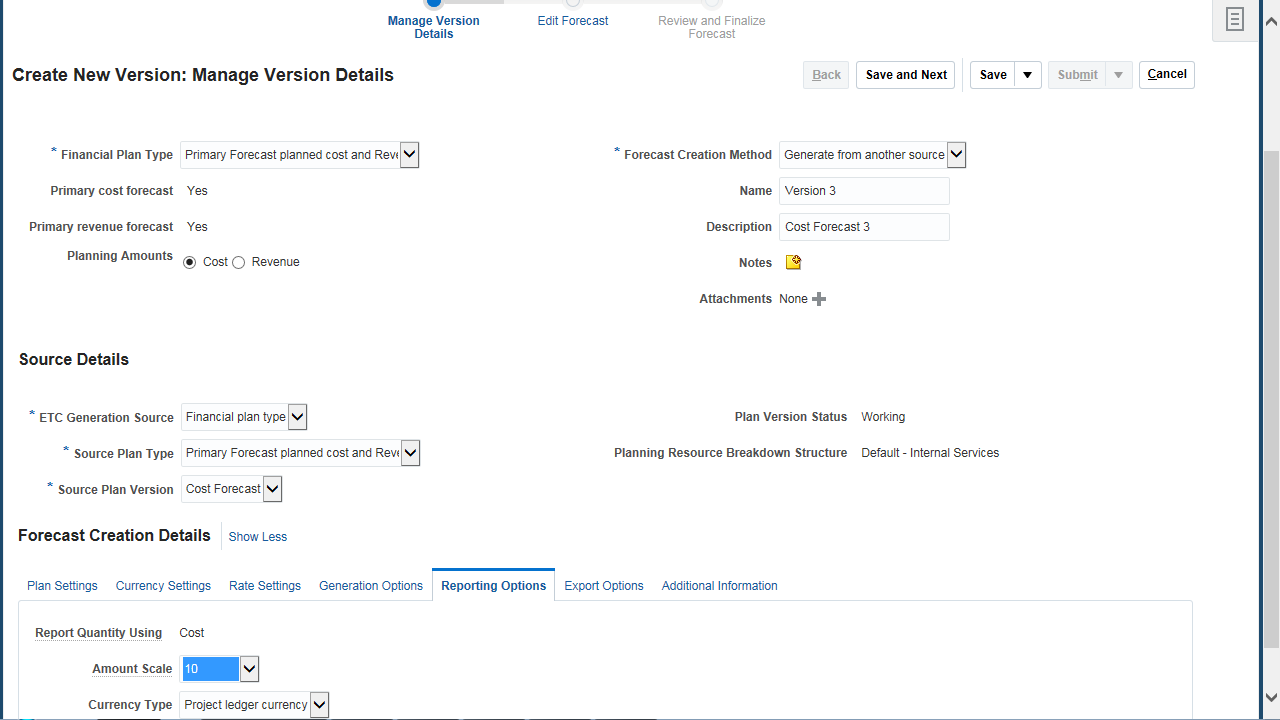 Manage Version
Details
Edit Forecast
Review and Finalize
Forecast
Create New Version: Manage Version Details
Back
Save and Next
Save
Submit
Cancel
* Financial Plan Type Primary Forecast planned cost and Reve
Primary cost forecast Yes
Primary revenue forecast Yes
Planning Amounts Cost Revenue
* Forecast Creation Method Generate from another source
Name Version 3
Description Cost Forecast 3
Notes
Attachments None
Source Details
* ETC Generation Source Financial plan type
* Source Plan Type Primary Forecast planned cost and Reve
* Source Plan Version Cost Forecast
Plan Version Status Working
Planning Resource Breakdown Structure Default - Internal Services
Forecast Creation Details Show Less
Plan Settings Currency Settings Rate Settings Generation Options Reporting Options Export Options Additional Information
Report Quantity Using Cost
Amount Scale 10
Currency Type Project ledger currency